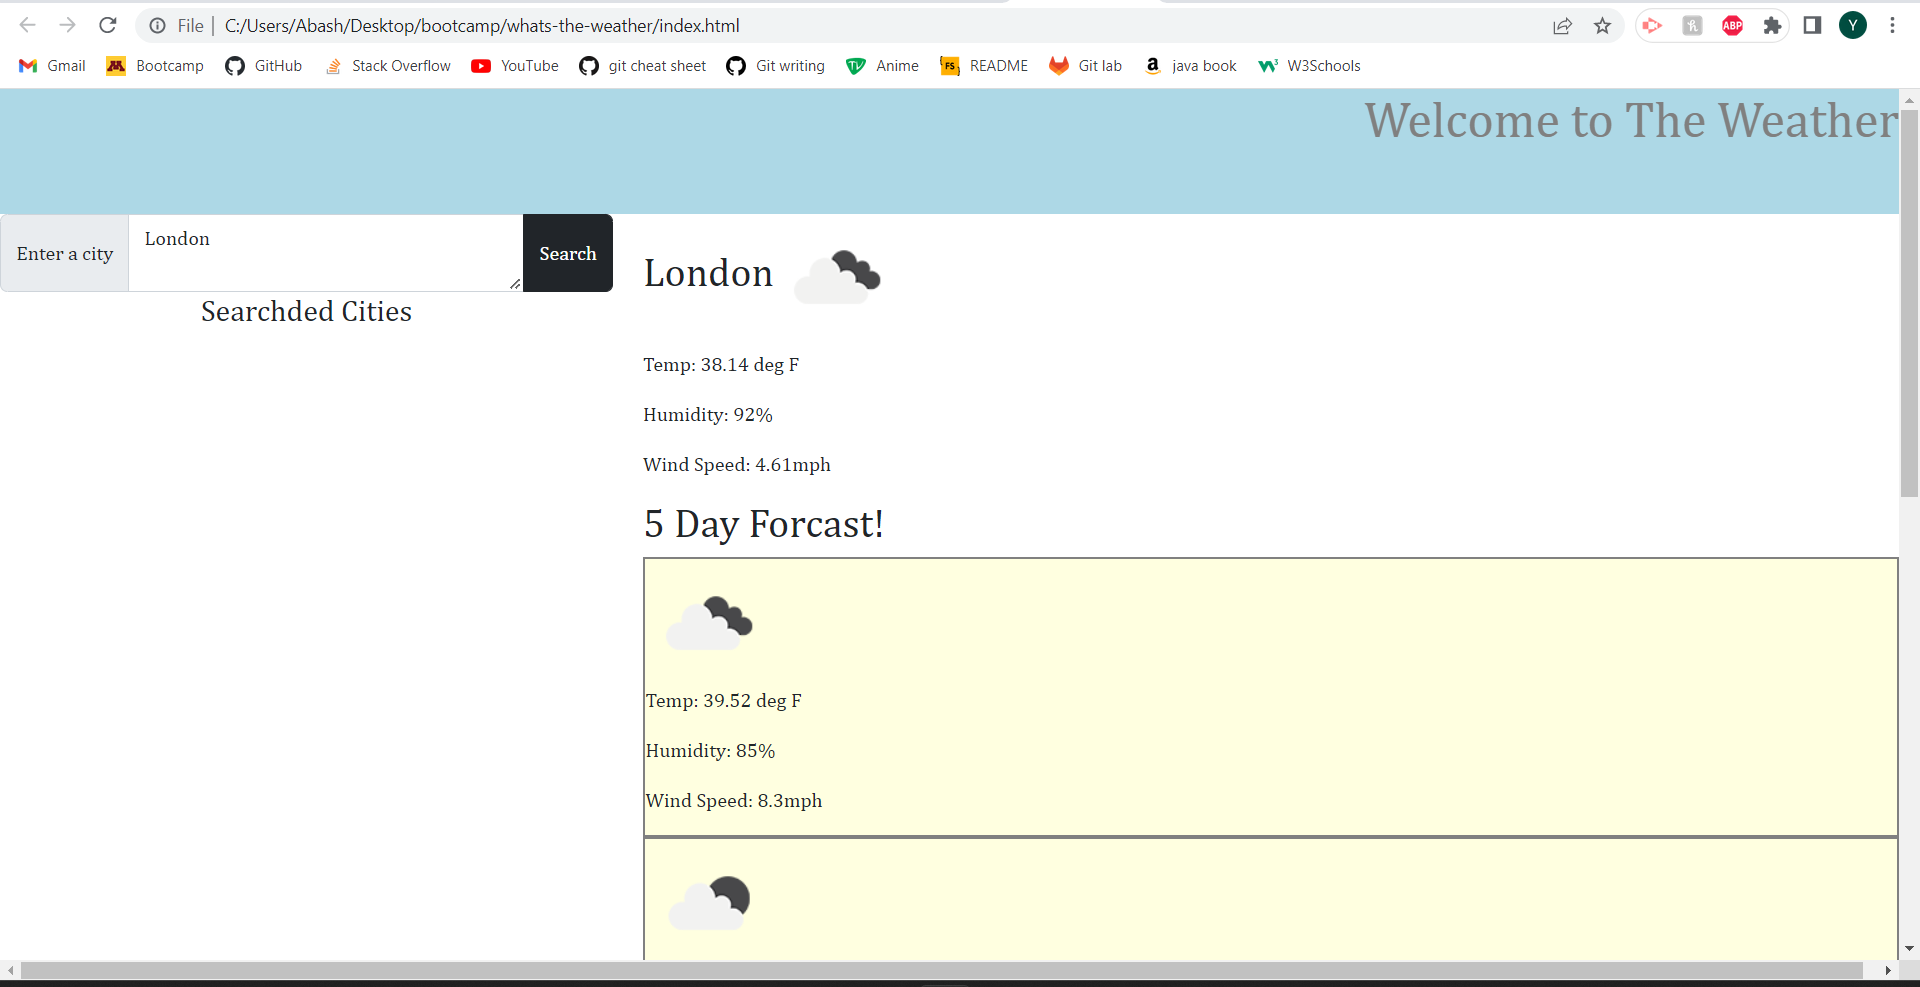 File | C:/Users/Abash/Desktop/bootcamp/whats-the-weather/index.html
ABP
Y
Gmail Bootcamp GitHub Stack Overflow YouTube git cheat sheet Git writing Anime README Git lab java book W3Schools
Welcome to The Weather
Enter a city London Search
Searchded Cities
London
Temp: 38.14 deg F
Humidity: 92%
Wind Speed: 4.61mph
5 Day Forcast!
Temp: 39.52 deg F
Humidity: 85%
Wind Speed: 8.3mph